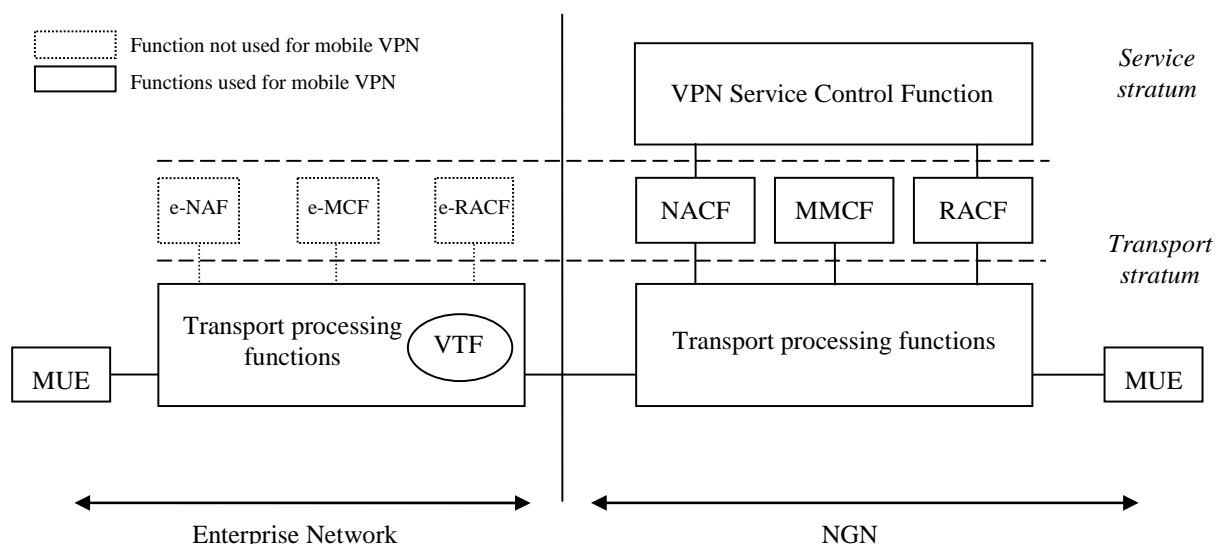 Function not used for mobile VPN
Functions used for mobile VPN
VPN Service Control Function
Service
stratum
e-NAF
e-MCF
e-RACF
NACF
MMCF
RACF
Transport
stratum
Transport processing
functions
VTF
Transport processing functions
MUE
MUE
Enterprise Network
NGN